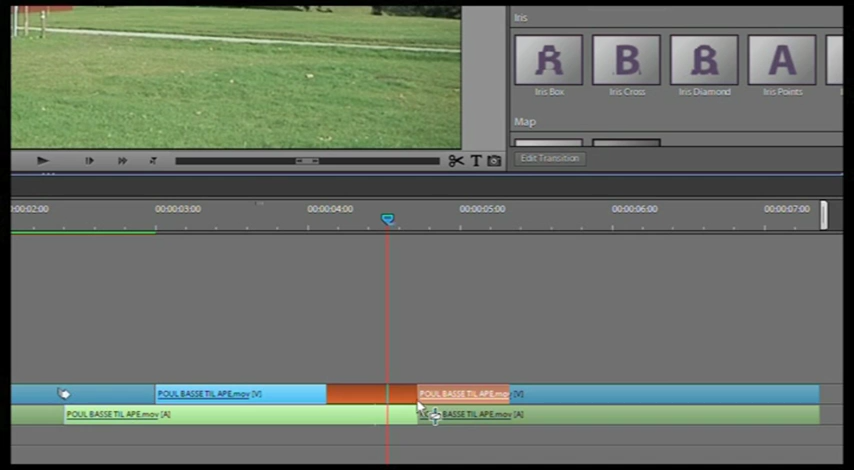 Iris
R B R A
Iris Box Iris Cross Iris Diamond Iris Points
Map
T
Edit Transition
00:00:02:00 00:00:03:00 00:00:04:00 00:00:05:00 00:00:06:00 00:00:07:00
POUL BASSE TIL APE.mov [V] POUL BASSE TIL APE.mov [V]
POUL BASSE TIL APE.mov [A] BASSE TIL APE.mov [A]